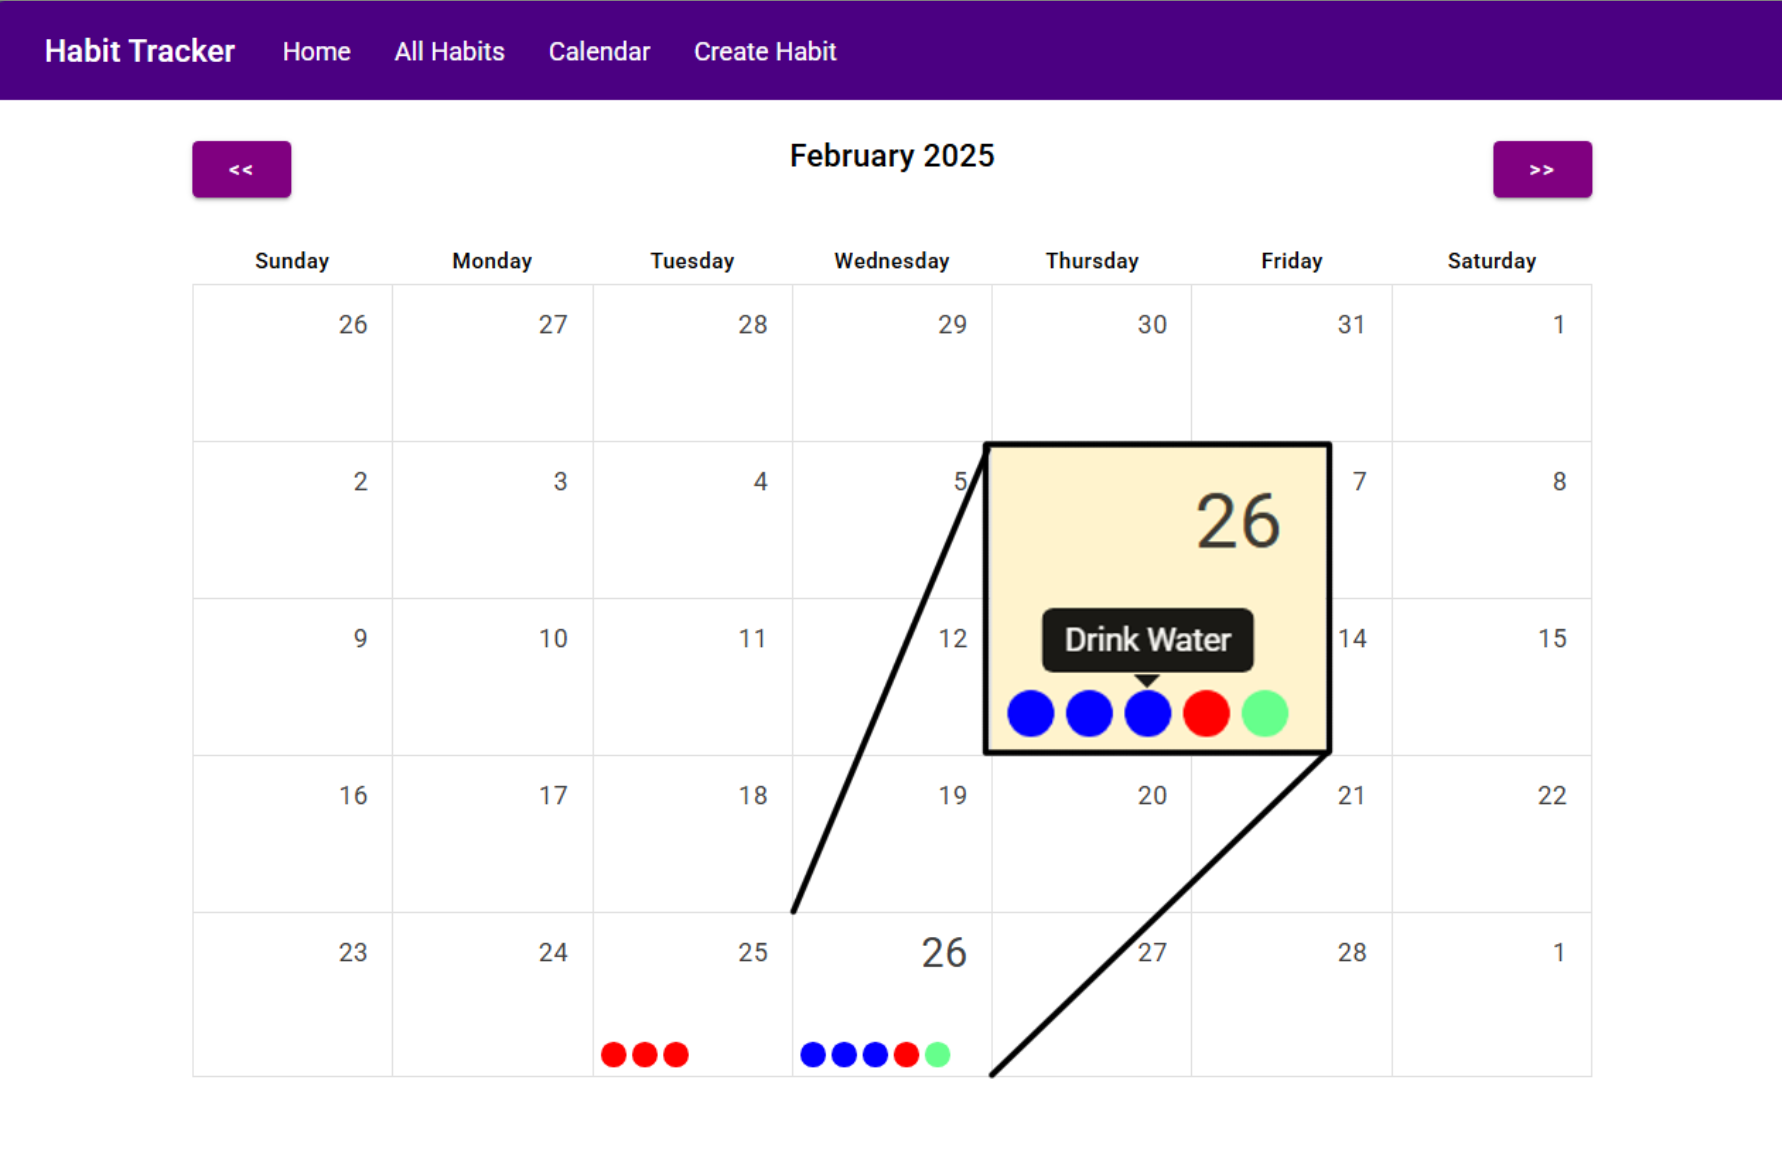 Habit Tracker Home All Habits Calendar Create Habit
<< February 2025 >>
Sunday Monday Tuesday Wednesday Thursday Friday Saturday
26 27 28 29 30 31 1
2 3 4 5 7 8
26
Drink Water
9 10 11 12 14 15
16 17 18 19 20 21 22
23 24 25 26 27 28 1